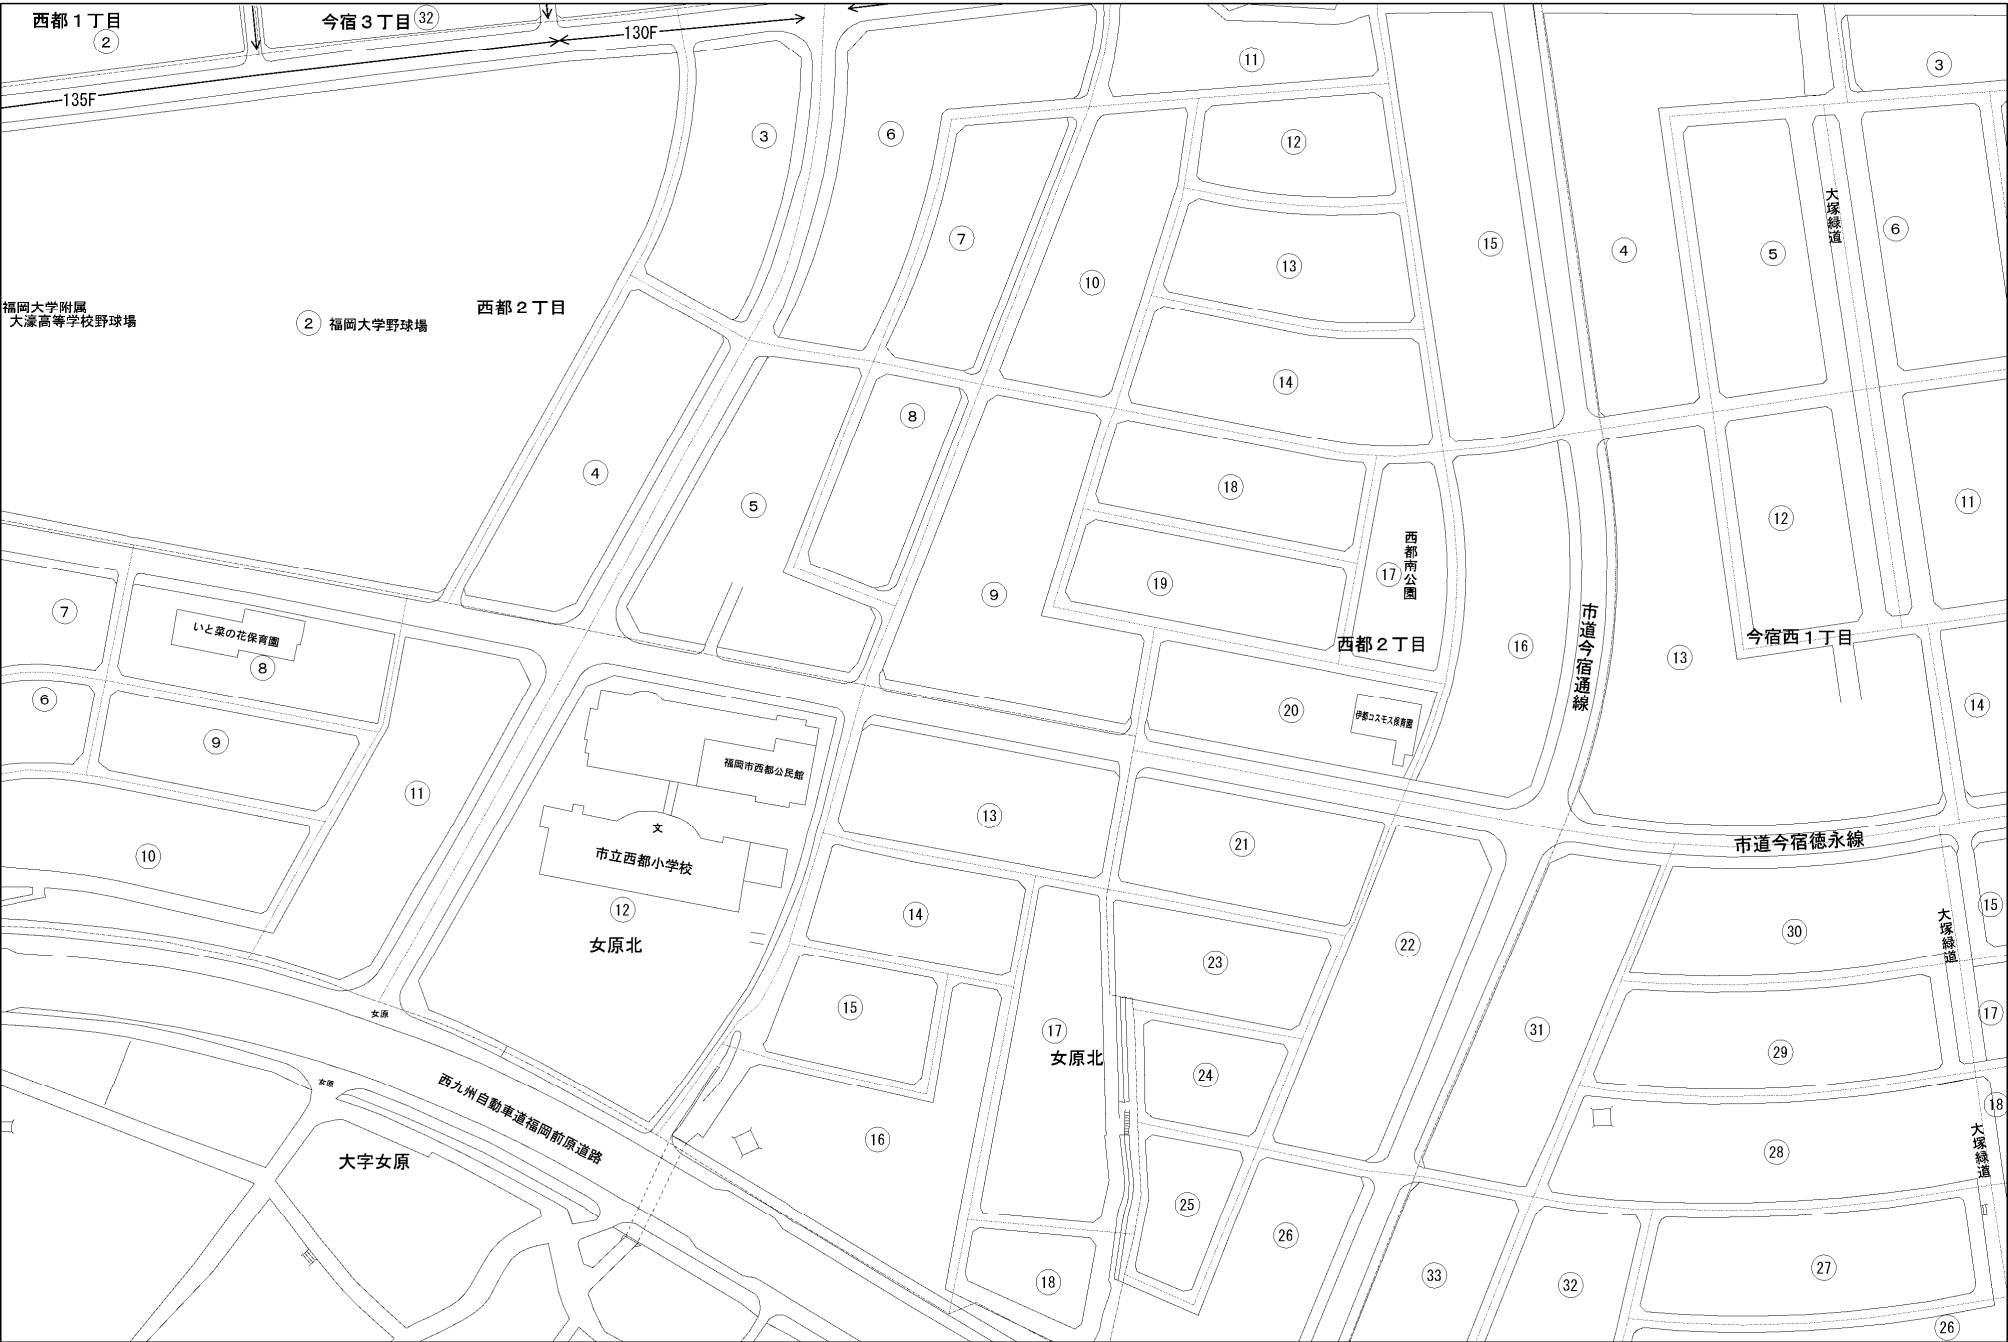 西都１丁目
2
今宿３丁目
32
130F
135F
11
3
3
6
12
7
15
4
5
大塚緑道
6
13
10
福岡大学附属
大濠高等学校野球場
2
福岡大学野球場
西都２丁目
14
8
4
5
18
12
11
西都南公園
17
19
9
7
いと菜の花保育園
8
西都２丁目
16
市道今宿通線
今宿西１丁目
13
6
20
伊都コスモス保育園
14
9
福岡市西都公民館
11
13
文
市立西都小学校
21
市道今宿徳永線
10
12
女原北
14
22
30
大塚緑道
15
23
15
女原
17
女原北
31
17
29
24
女原
西九州自動車道福岡前原道路
18
大塚緑道
大字女原
16
28
25
26
18
33
32
27
26